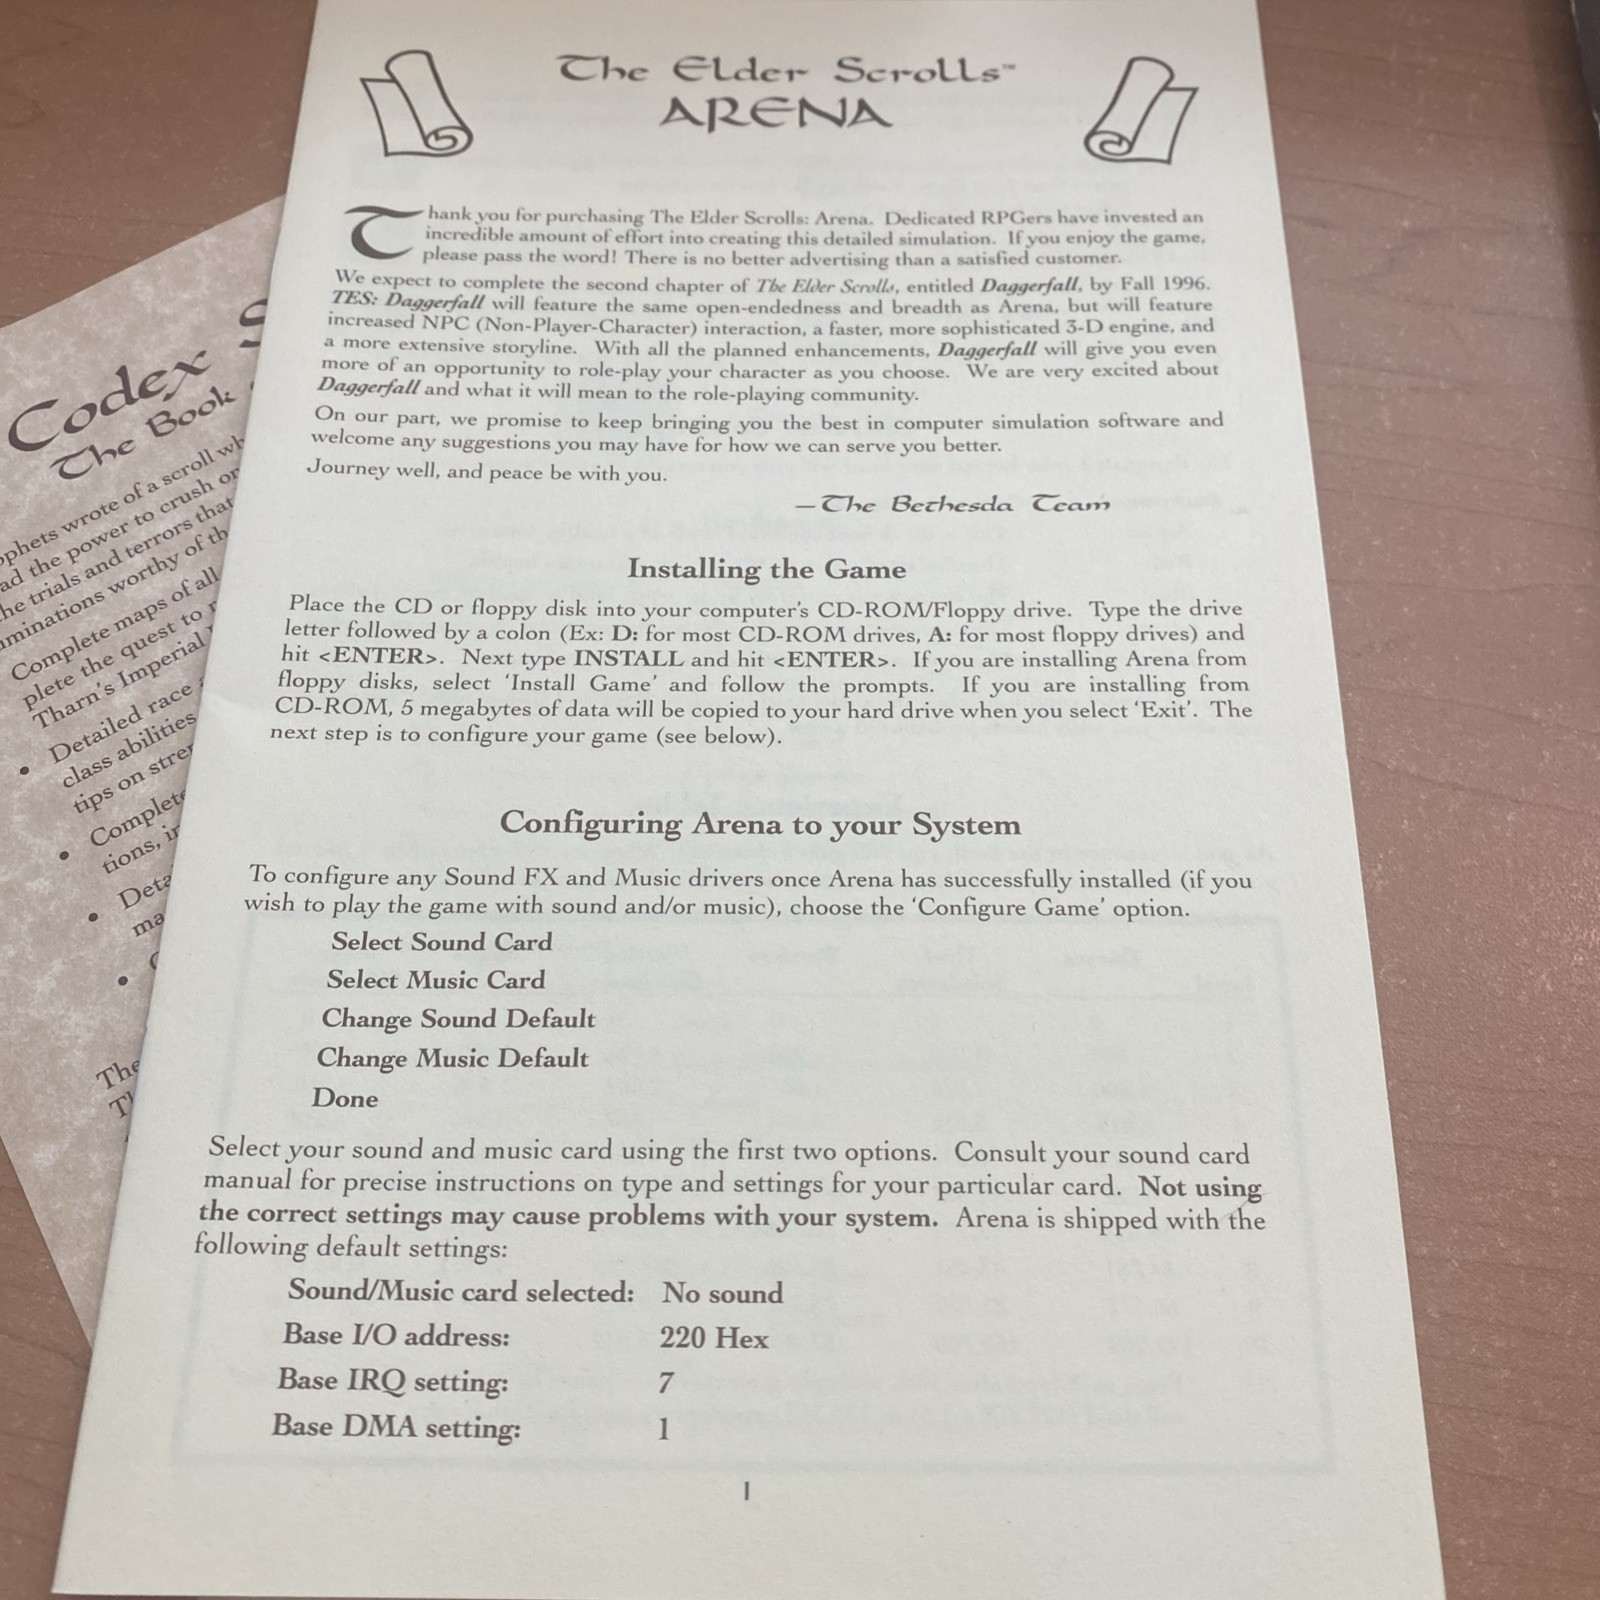 The Elder Scrolls™
ARENA
Thank you for purchasing The Elder Scrolls: Arena. Dedicated RPGers have invested an
incredible amount of effort into creating this detailed simulation. If you enjoy the game,
please pass the word! There is no better advertising than a satisfied customer.
We expect to complete the second chapter of The Elder Scrolls, entitled Daggerfall, by Fall 1996.
TES: Daggerfall will feature the same open-endedness and breadth as Arena, but will feature
increased NPC (Non-Player-Character) interaction, a faster, more sophisticated 3-D engine, and
a more extensive storyline. With all the planned enhancements, Daggerfall will give you even
more of an opportunity to role-play your character as you choose. We are very excited about
Daggerfall and what it will mean to the role-playing community.
On our part, we promise to keep bringing you the best in computer simulation software and
welcome any suggestions you may have for how we can serve you better.
Journey well, and peace be with you.
—The Bethesda Team
Installing the Game
Place the CD or floppy disk into your computer's CD-ROM/Floppy drive. Type the drive
letter followed by a colon (Ex: D: for most CD-ROM drives, A: for most floppy drives) and
hit <ENTER>. Next type INSTALL and hit <ENTER>. If you are installing Arena from
floppy disks, select 'Install Game' and follow the prompts. If you are installing from
CD-ROM, 5 megabytes of data will be copied to your hard drive when you select 'Exit'. The
next step is to configure your game (see below).
Configuring Arena to your System
To configure any Sound FX and Music drivers once Arena has successfully installed (if you
wish to play the game with sound and/or music), choose the 'Configure Game' option.
Select Sound Card
Select Music Card
Change Sound Default
Change Music Default
Done
Select your sound and music card using the first two options. Consult your sound card
manual for precise instructions on type and settings for your particular card. Not using
the correct settings may cause problems with your system. Arena is shipped with the
following default settings:
Sound/Music card selected: No sound
Base I/O address: 220 Hex
Base IRQ setting: 7
Base DMA setting: 1
1
Codex S
The Book
ophets wrote of a scroll wh
ad the power to crush or
he trials and terrors that
uminations worthy of th
Complete maps of all
plete the quest to
Tharn's Imperial
• Detailed race
class abilities
tips on stre
• Complete
tions, i
• Deta
ma
•
The